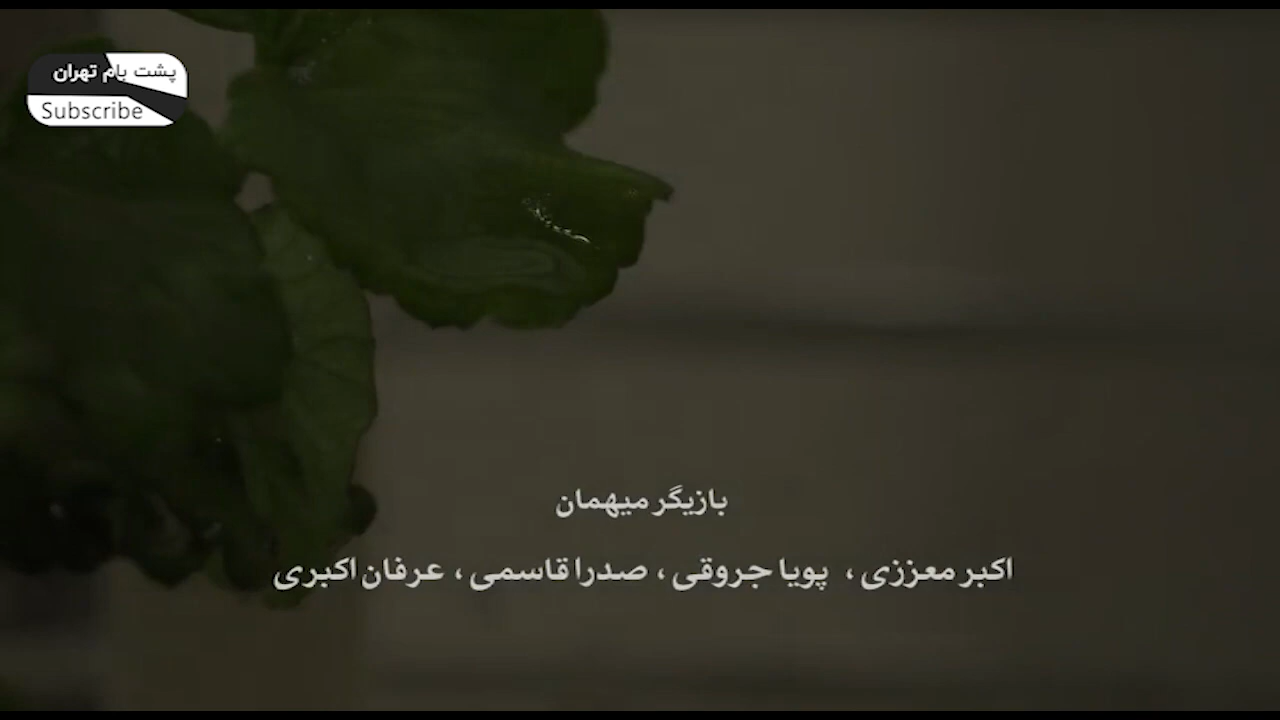 پشت بام تهران
Subscribe
بازیگر میهمان
اکبر معززی ، پویا جروقی ، صدرا قاسمی ، عرفان اکبری